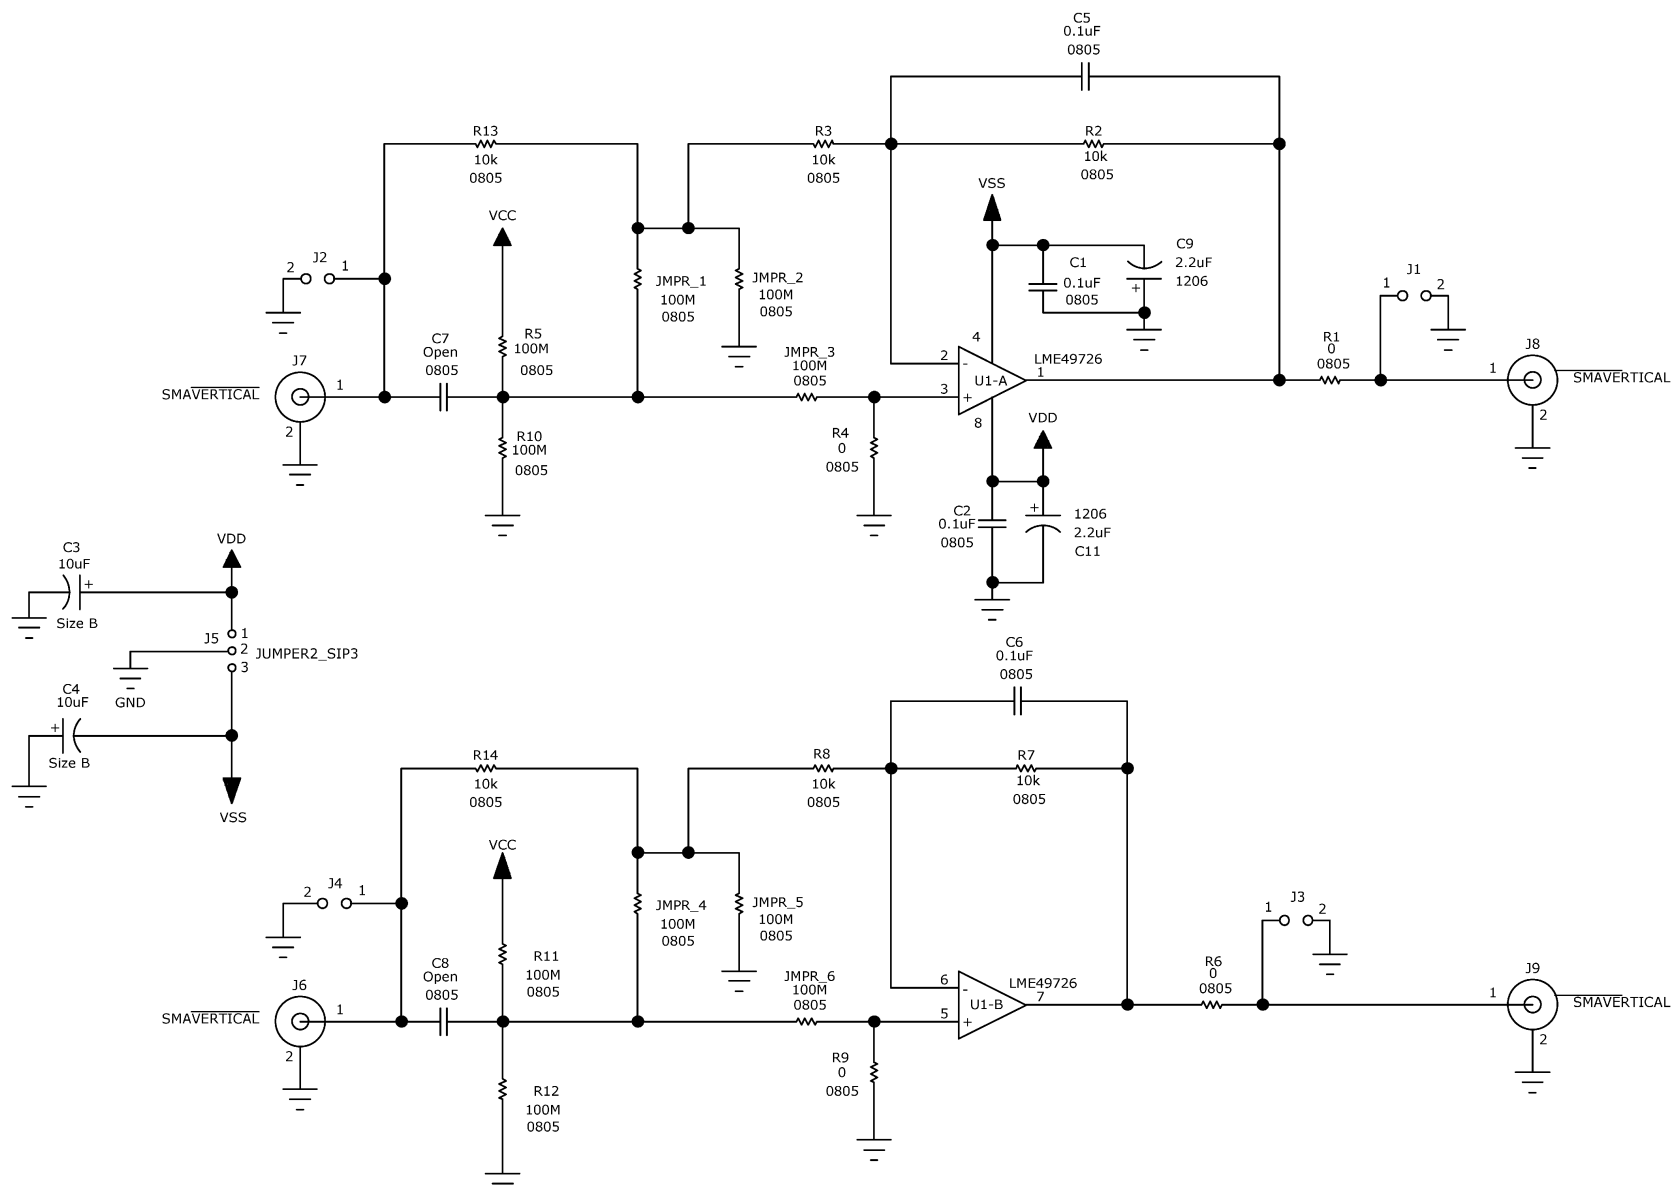 C5
0.1uF
0805
R13
10k
0805
R3
10k
0805
R2
10k
0805
VSS
VCC
J2
2
1
JMPR_1
100M
0805
JMPR_2
100M
0805
C1
0.1uF
0805
C9
2.2uF
1206
+
J1
1
2
R5
100M
0805
C7
Open
0805
J7
1
2
SMAVERTICAL
JMPR_3
100M
0805
4
2
3
-
+
U1-A
LME49726
1
8
R1
0
0805
J8
1
2
SMAVERTICAL
R10
100M
0805
R4
0
0805
VDD
C2
0.1uF
0805
+
1206
2.2uF
C11
C3
10uF
+
Size B
VDD
J5
1
2
3
JUMPER2_SIP3
GND
C4
10uF
+
Size B
VSS
C6
0.1uF
0805
R14
10k
0805
R8
10k
0805
R7
10k
0805
VCC
J4
2
1
JMPR_4
100M
0805
JMPR_5
100M
0805
J3
1
2
R11
100M
0805
C8
Open
0805
J6
1
2
SMAVERTICAL
JMPR_6
100M
0805
6
5
-
+
U1-B
LME49726
7
R6
0
0805
J9
1
2
SMAVERTICAL
R9
0
0805
R12
100M
0805